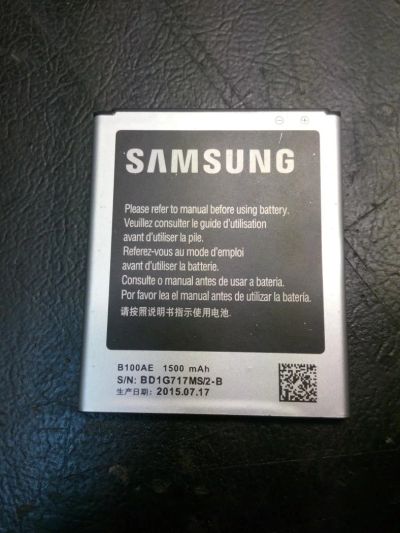 SAMSUNG
Please refer to manual before using battery.
Veuillez consulter le guide d'utilisation
avant d'utiliser la pile.
Referez-vous au mode d'emploi
avant d'utiliser la batterie.
Consulte o manual antes de usar a bateria.
Por favor lea el manual antes de utilizar la batería.
请按照说明书指示使用电池.
B100AE 1500 mAh
S/N: BD1G717MS/2-B
生产日期: 2015.07.17